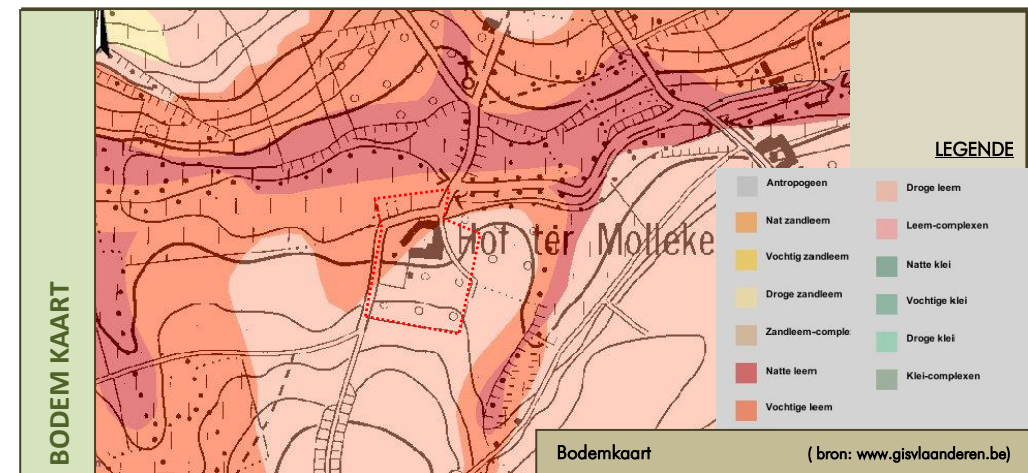 BODEM KAART
Hof ter Molleke
LEGENDE
Antropogeen
Nat zandleem
Vochtig zandleem
Droge zandleem
Zandleem-comple
Natte leem
Vochtige leem
Droge leem
Leem-complexen
Natte klei
Vochtige klei
Droge klei
Klei-complexen
Bodemkaart
( bron: www.gisvlaanderen.be)